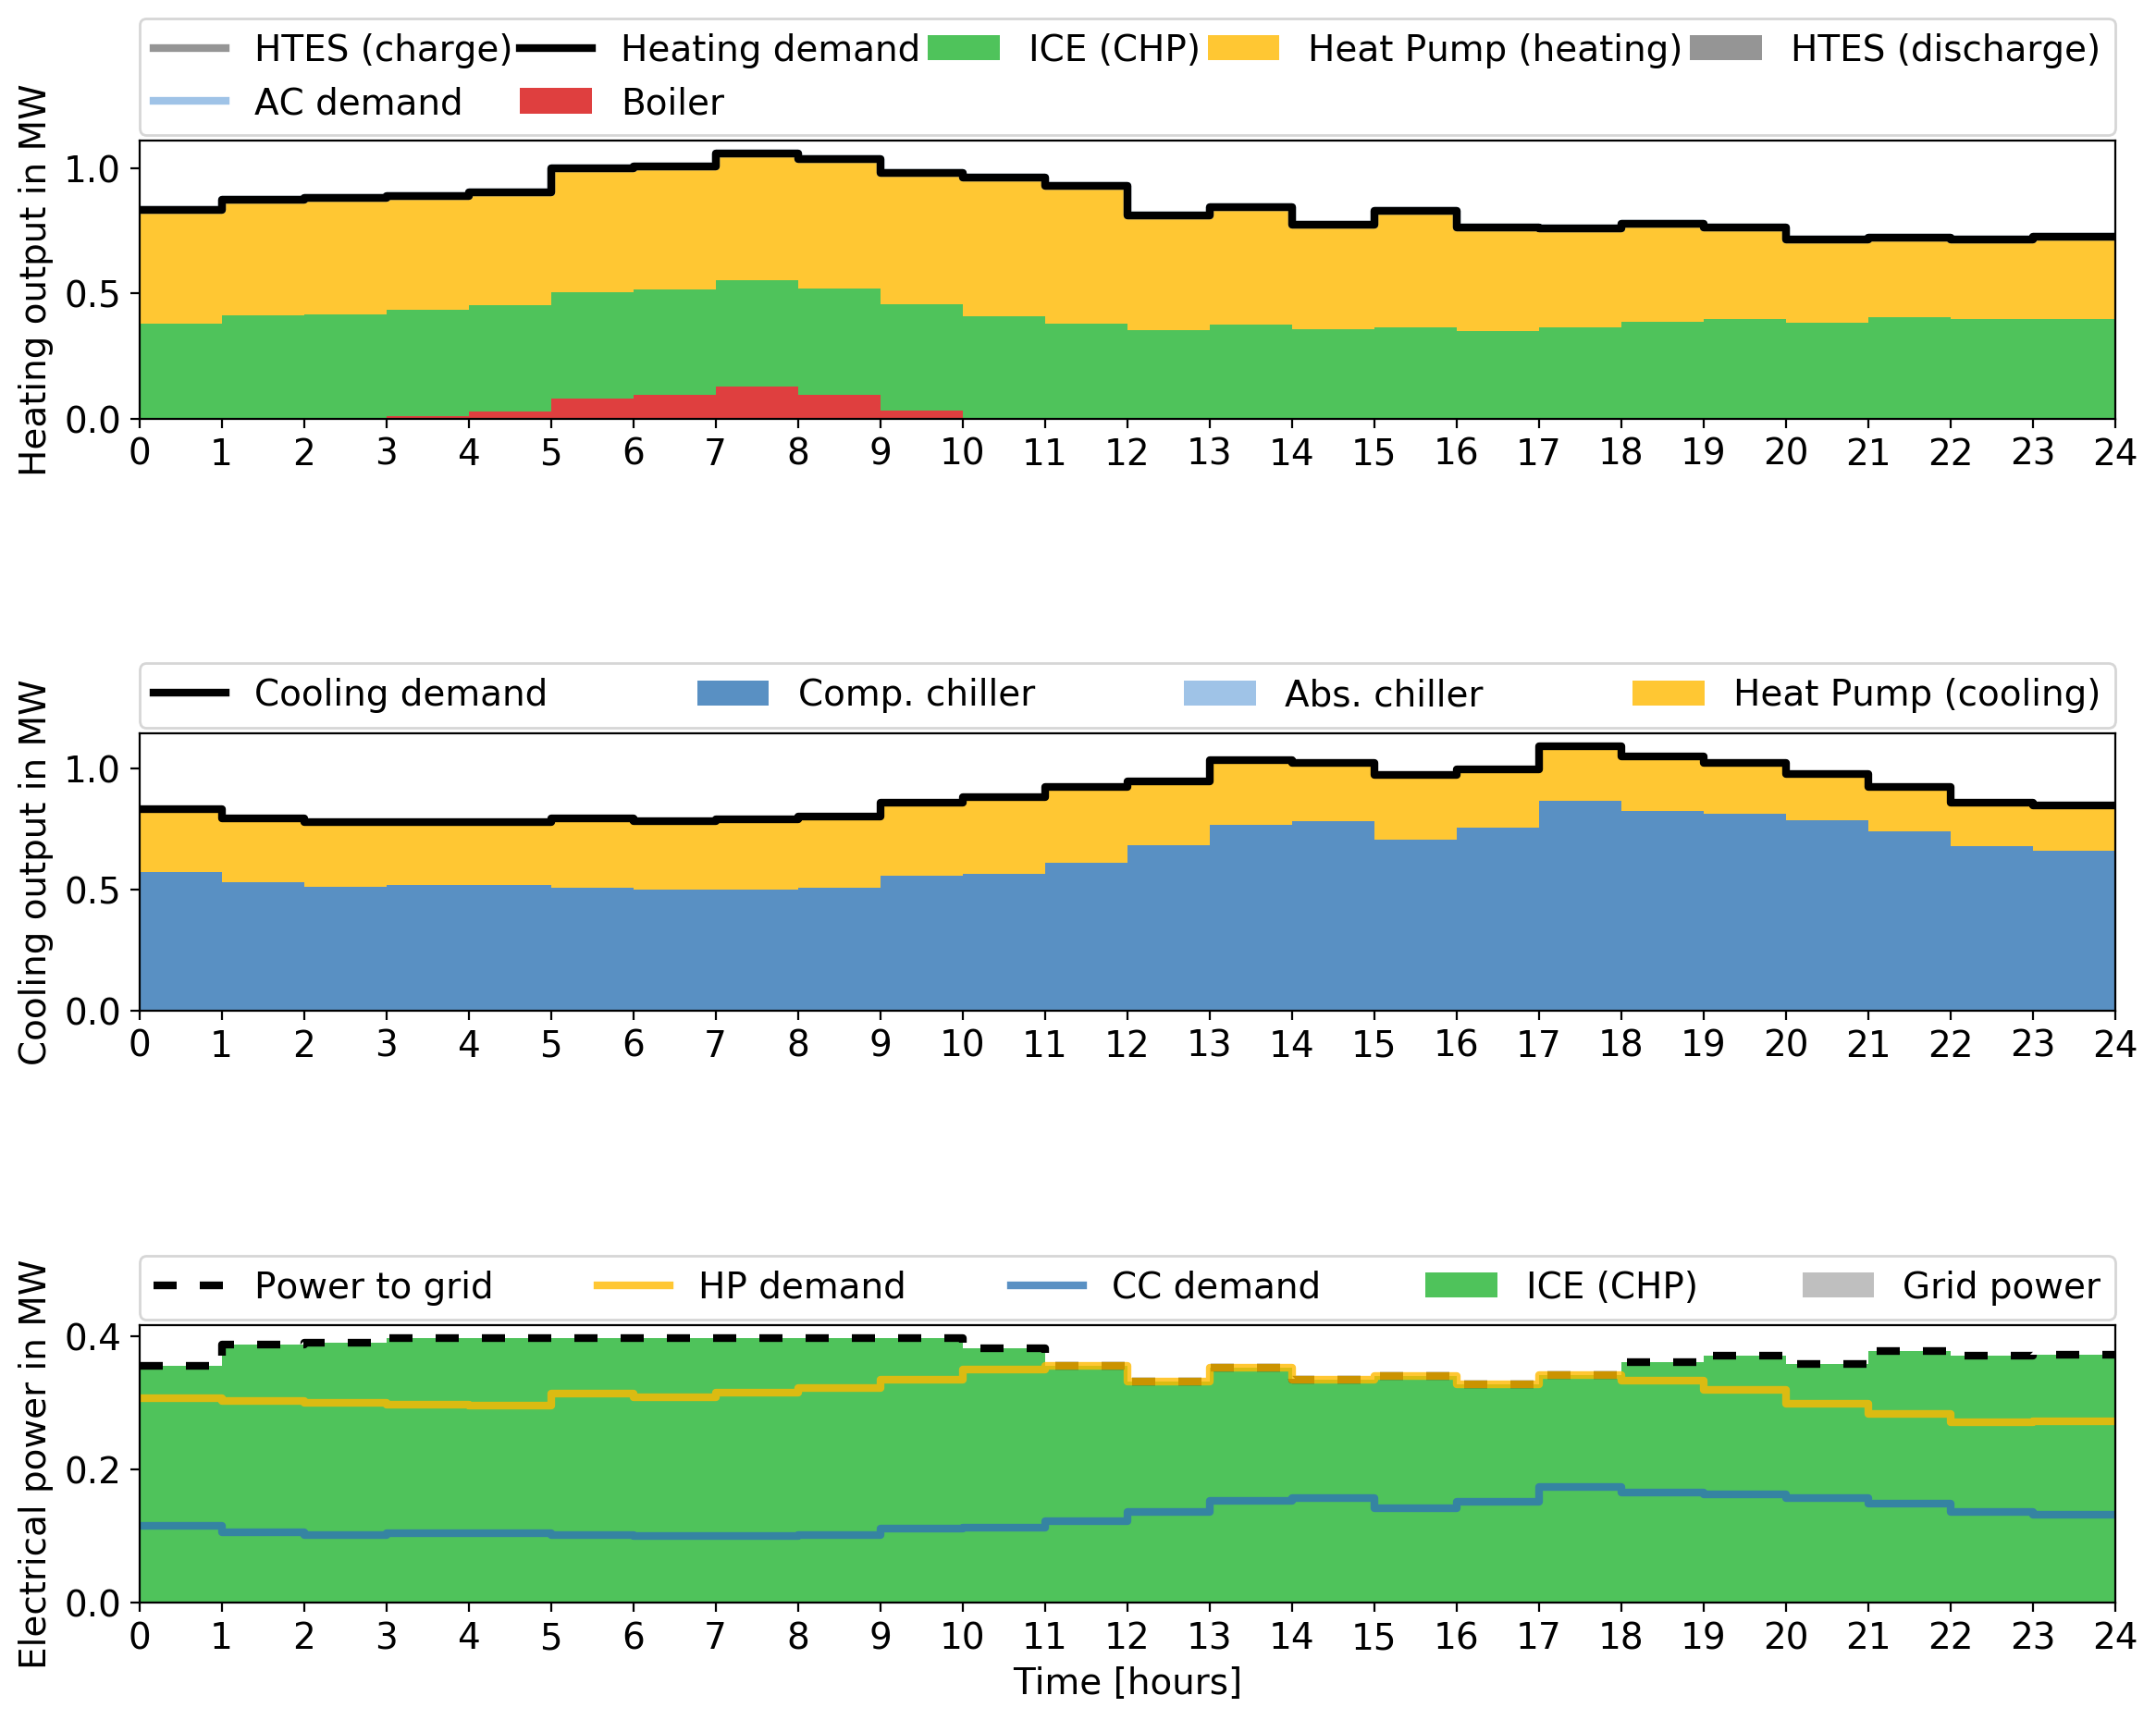 HTES (charge) Heating demand ICE (CHP) Heat Pump (heating) HTES (discharge)
AC demand Boiler
Heating output in MW
1.0
0.5
0.0
0 1 2 3 4 5 6 7 8 9 10 11 12 13 14 15 16 17 18 19 20 21 22 23 24
Cooling demand Comp. chiller Abs. chiller Heat Pump (cooling)
Cooling output in MW
1.0
0.5
0.0
0 1 2 3 4 5 6 7 8 9 10 11 12 13 14 15 16 17 18 19 20 21 22 23 24
Power to grid HP demand CC demand ICE (CHP) Grid power
Electrical power in MW
0.4
0.2
0.0
0 1 2 3 4 5 6 7 8 9 10 11 12 13 14 15 16 17 18 19 20 21 22 23 24
Time [hours]